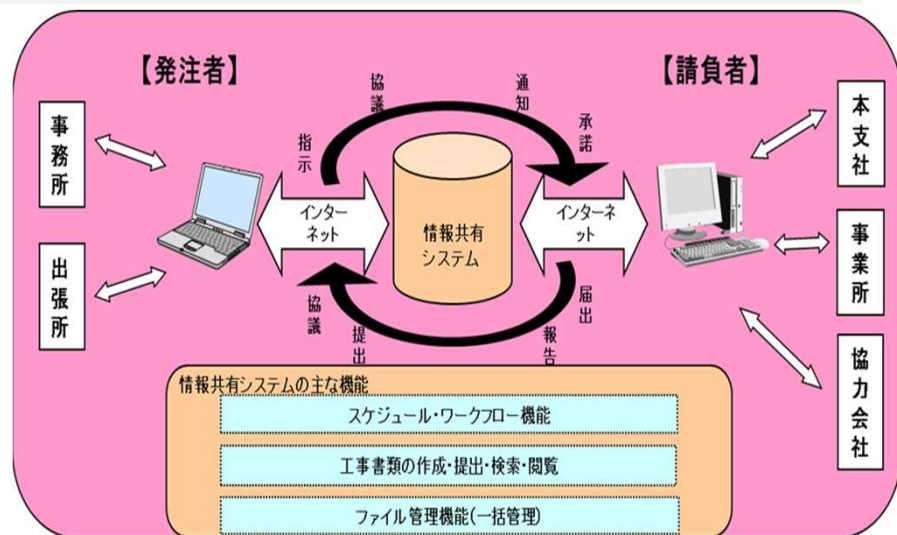 【発注者】
【請負者】
事務所
出張所
指示
協議
通知
承諾
インター
ネット
情報共有
システム
インターネ
ット
協議
提出
報告
届出
本支社
事業所
協力会社
情報共有システムの主な機能
スケジュール・ワークフロー機能
工事書類の作成・提出・検索・閲覧
ファイル管理機能(一括管理)